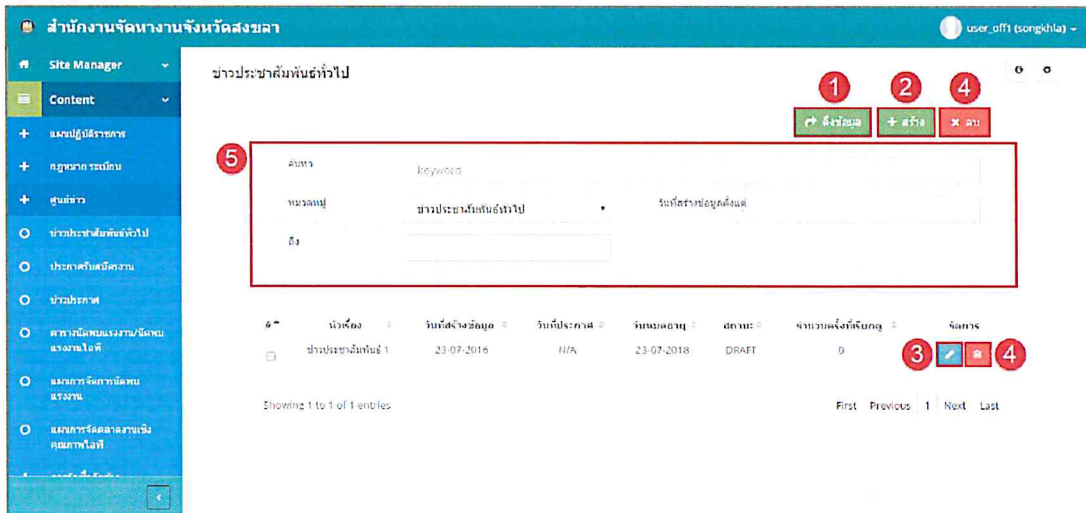 สำนักงานจัดหางานจังหวัดสงขลา
user_off1 (songkhla)
Site Manager
Content
แผนปฏิบัติราชการ
กฎหมาย ระเบียบ
ศูนย์ข่าว
ข่าวประชาสัมพันธ์ทั่วไป
ประกาศรับสมัครงาน
ข่าวประกาศ
ตารางนัดพบแรงงาน/นัดพบ
แรงงานไอที
แผนการจัดการนัดพบ
แรงงาน
แผนการจัดตลาดงานเชิง
คุณภาพไอที
ข่าวประชาสัมพันธ์ทั่วไป
1 2 4
ดึงข้อมูล + สร้าง × ลบ
5
ค้นหา keyword
หมวดหมู่ ข่าวประชาสัมพันธ์ทั่วไป วันที่สร้างข้อมูลตั้งแต่
ถึง
# หัวเรื่อง วันที่สร้างข้อมูล วันที่ประกาศ วันหมดอายุ สถานะ จำนวนครั้งที่เรียกดู จัดการ
ข่าวประชาสัมพันธ์ 1 23-07-2016 N/A 23-07-2018 DRAFT 0 3 4
Showing 1 to 1 of 1 entries First Previous 1 Next Last